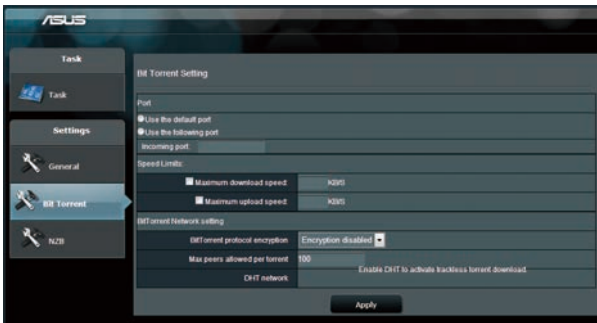 ASUS
Task
Task
Settings
General
Bit Torrent
NZB
Bit Torrent Setting
Port
Use the default port
Use the following port
Incoming port:
Speed Limits:
Maximum download speed:
KB/S
Maximum upload speed:
KB/S
BitTorrent Network setting
BitTorrent protocol encryption
Encryption disabled
Max peers allowed per torrent
100
DHT network
Enable DHT to activate trackless torrent download.
Apply